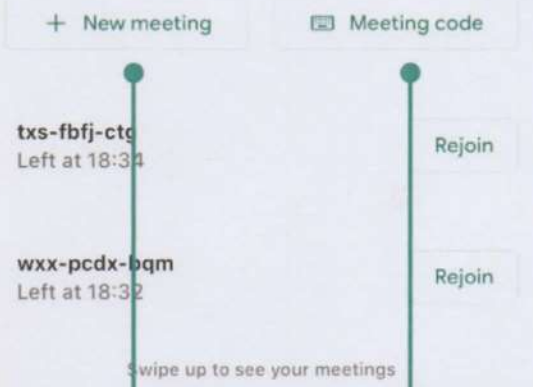 + New meeting
Meeting code
txs-fbfj-ctg
Left at 18:34
Rejoin
wxx-pcdx-bqm
Left at 18:32
Rejoin
Swipe up to see your meetings